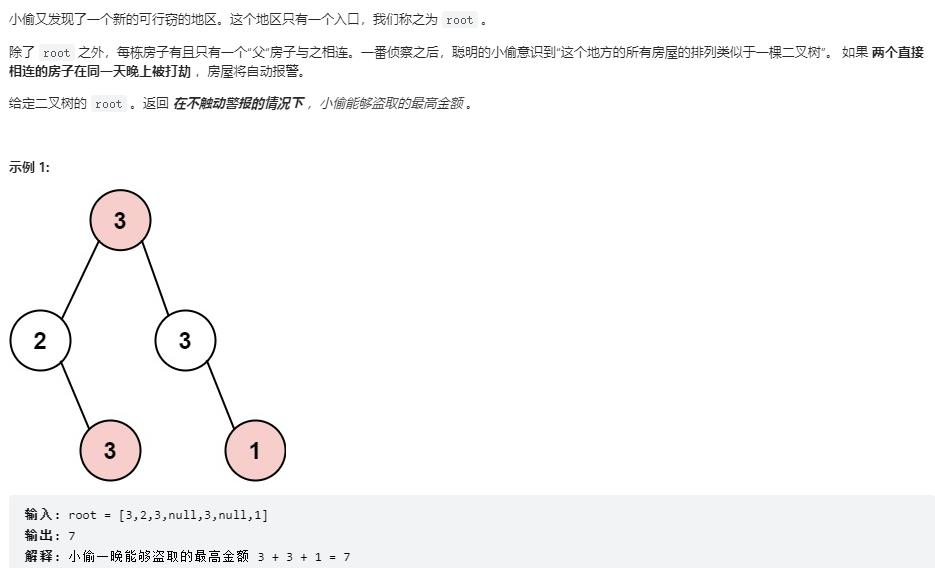 小偷又发现了一个新的可行窃的地区。这个地区只有一个入口，我们称之为 root 。
除了 root 之外，每栋房子有且只有一个“父“房子与之相连。一番侦察之后，聪明的小偷意识到“这个地方的所有房屋的排列类似于一棵二叉树”。 如果 两个直接
相连的房子在同一天晚上被打劫 ，房屋将自动报警。
给定二叉树的 root 。返回 在不触动警报的情况下 ，小偷能够盗取的最高金额 。
示例 1:
3
2
3
3
1
输入: root = [3,2,3,null,3,null,1]
输出: 7
解释: 小偷一晚能够盗取的最高金额 3 + 3 + 1 = 7